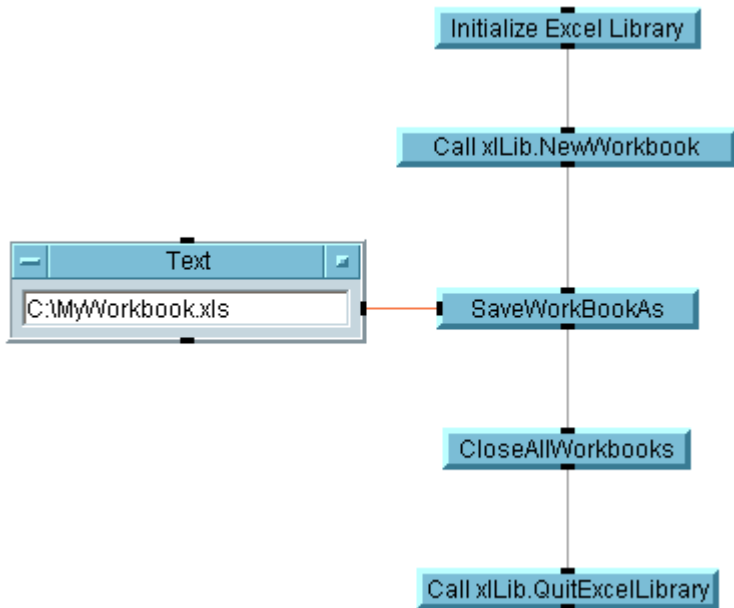 Initialize Excel Library
Call xlLib.NewWorkbook
Text
C:\MyWorkbook.xls
SaveWorkBookAs
CloseAllWorkbooks
Call xlLib.QuitExcelLibrary